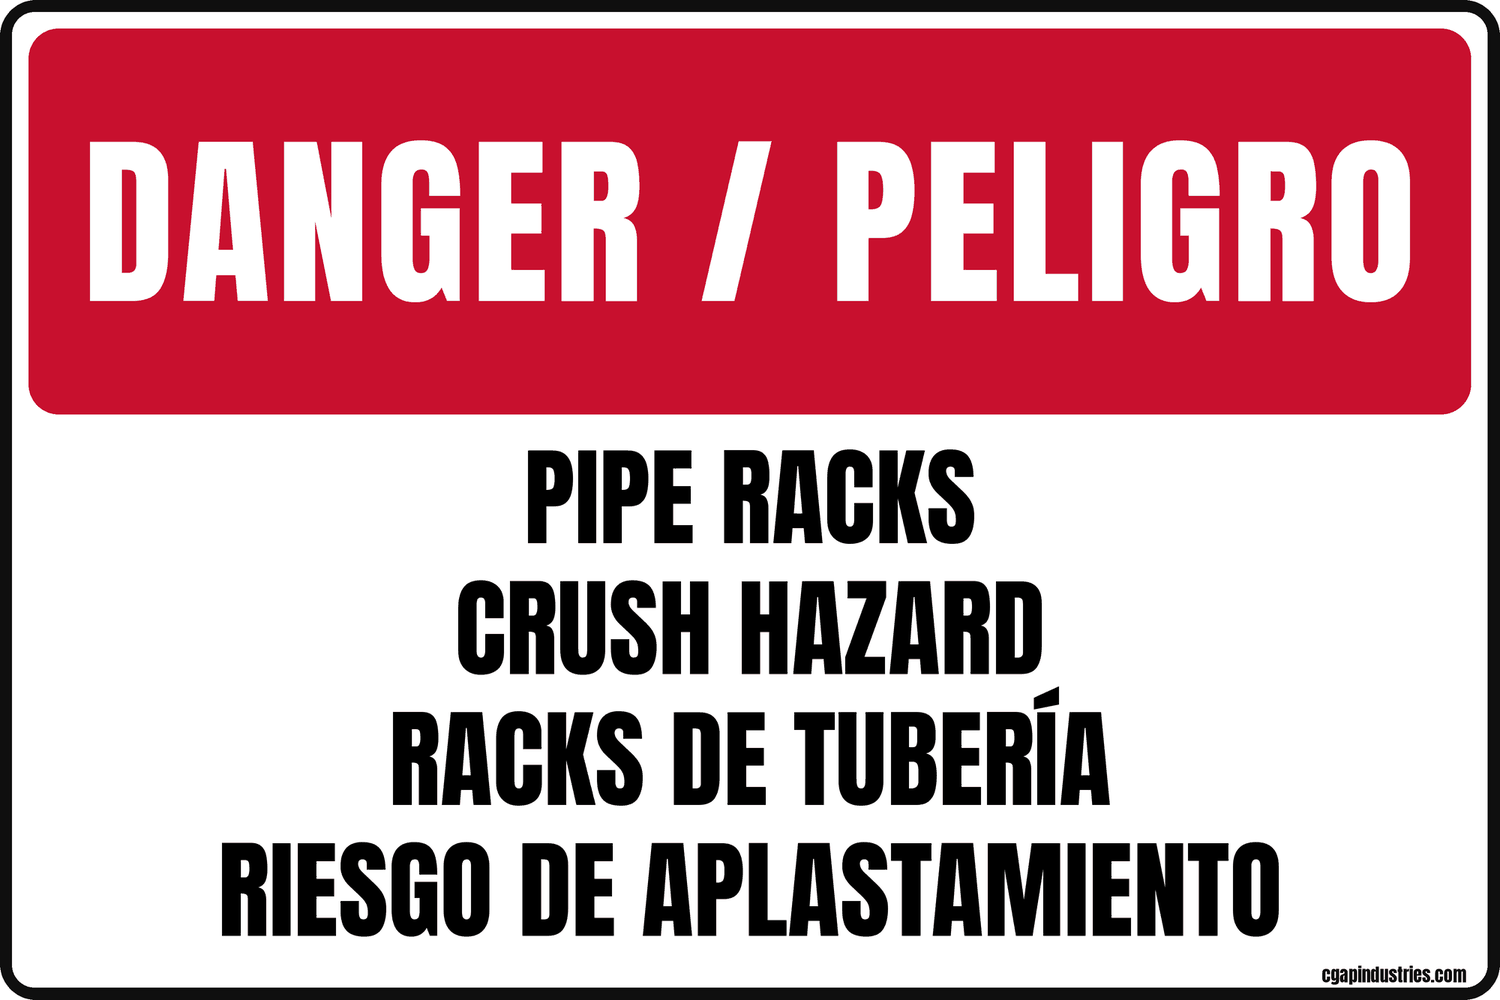 DANGER / PELIGRO
PIPE RACKS
CRUSH HAZARD
RACKS DE TUBERÍA
RIESGO DE APLASTAMIENTO
cgapindustries.com